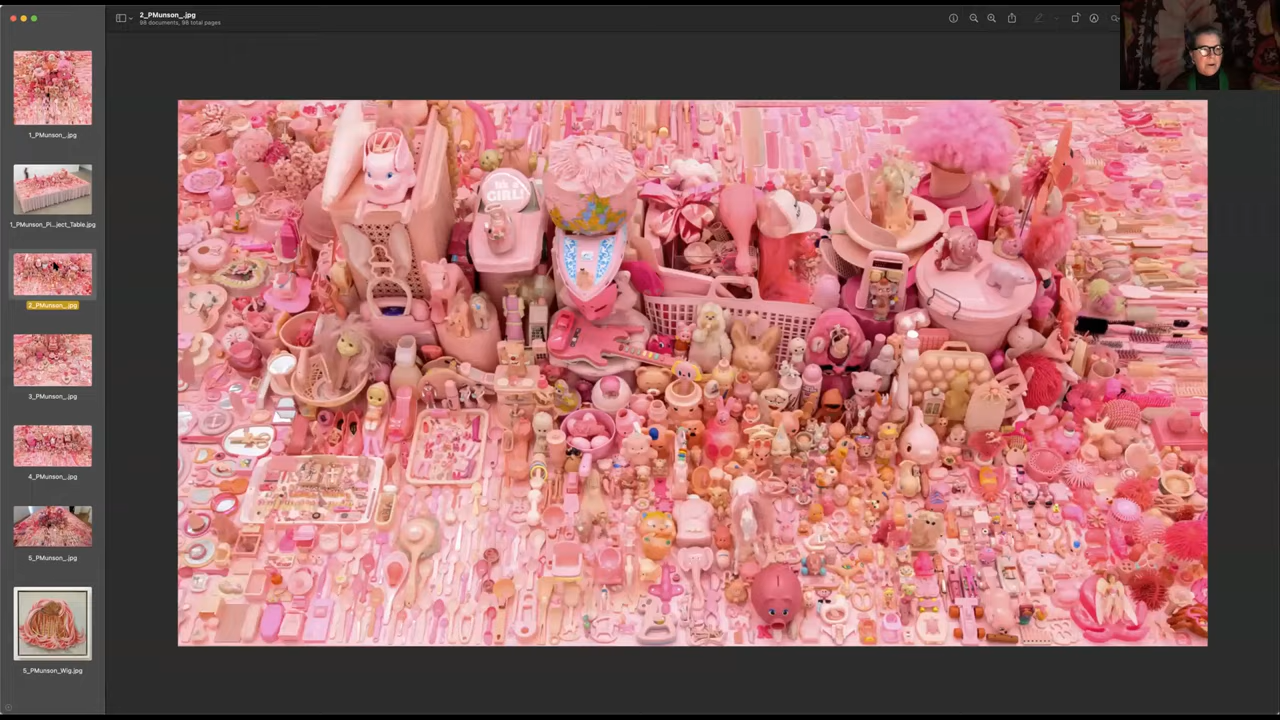 2_PMunson_.jpg
98 documents, 98 total pages
1_PMunson_.jpg
1_PMunson_Pl...ject_Table.jpg
2_PMunson_.jpg
3_PMunson_.jpg
4_PMunson_.jpg
5_PMunson_.jpg
5_PMunson_Wig.jpg
It's a
GIRL!